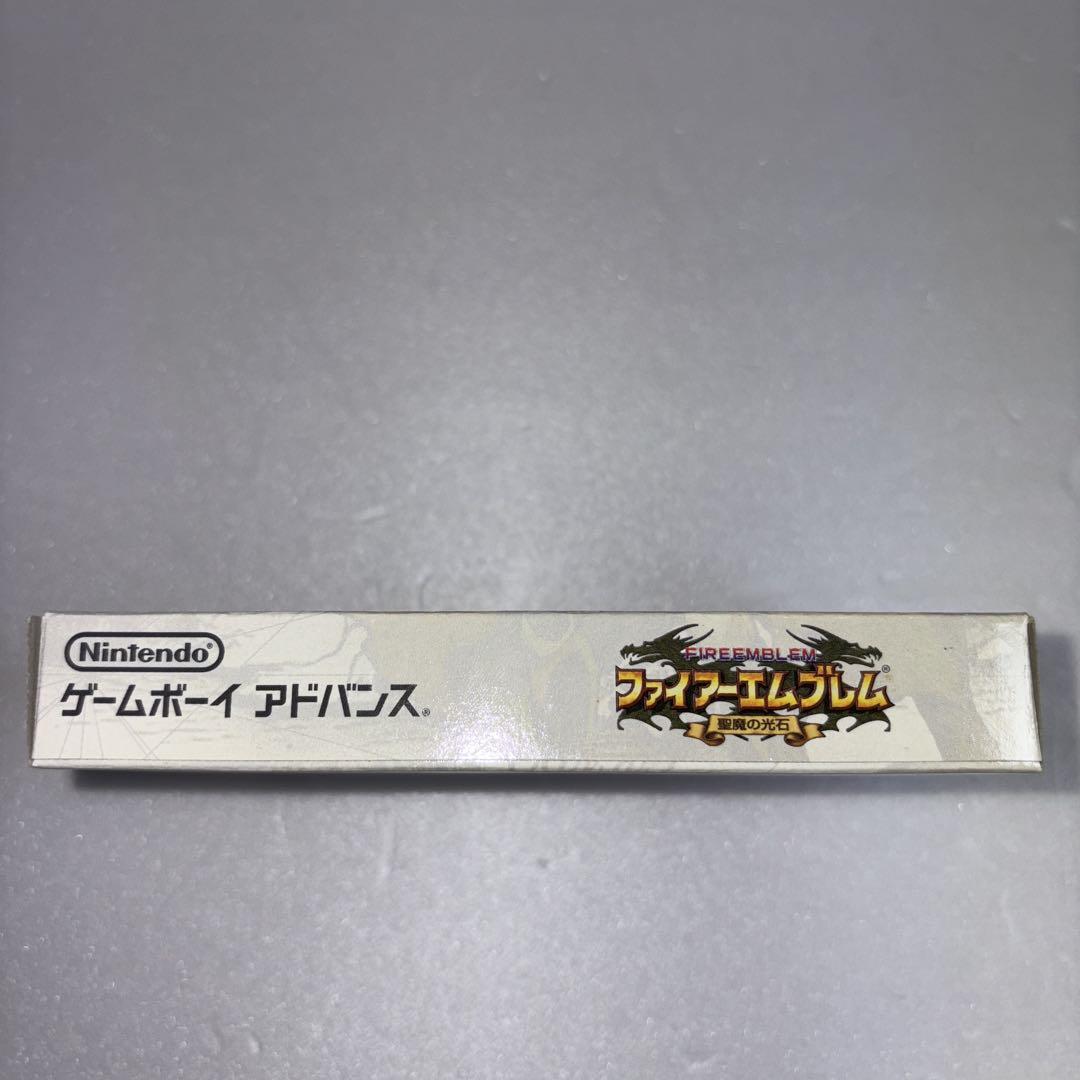 Nintendo®
ゲームボーイ アドバンス®
FIREEMBLEM
ファイアーエムブレム®
聖魔の光石